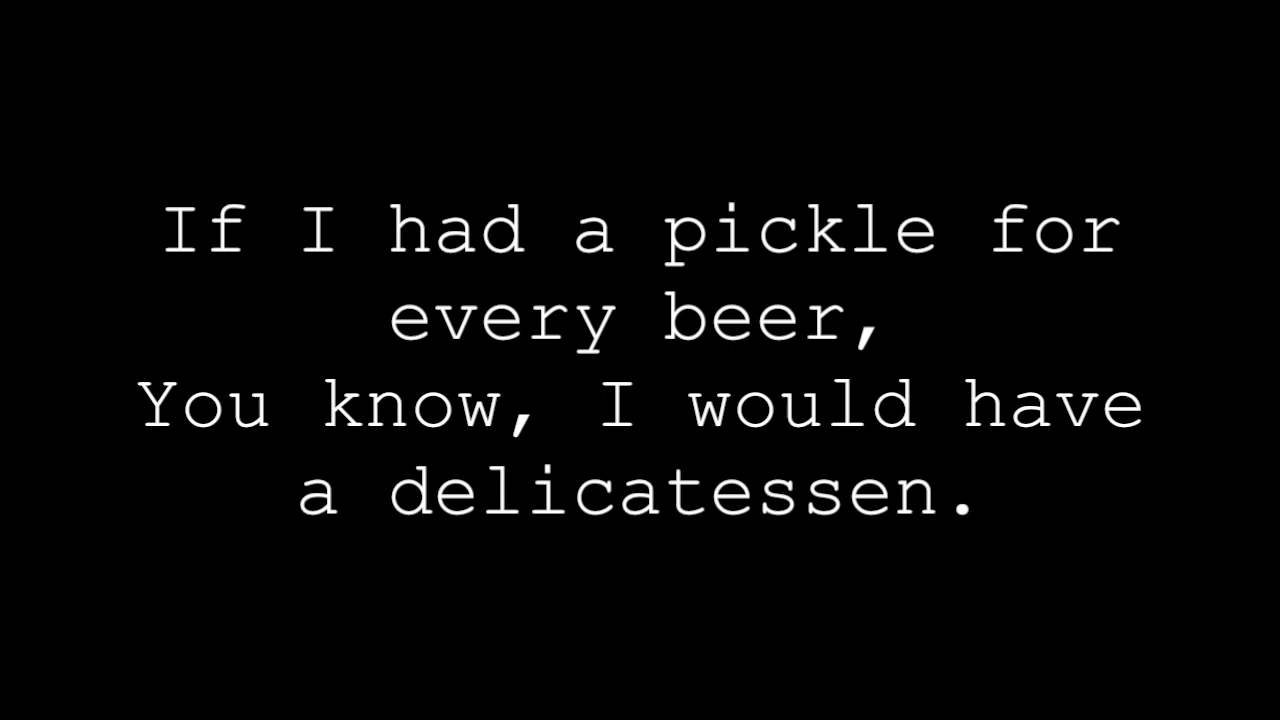 If I had a pickle for
every beer,
You know, I would have
a delicatessen.